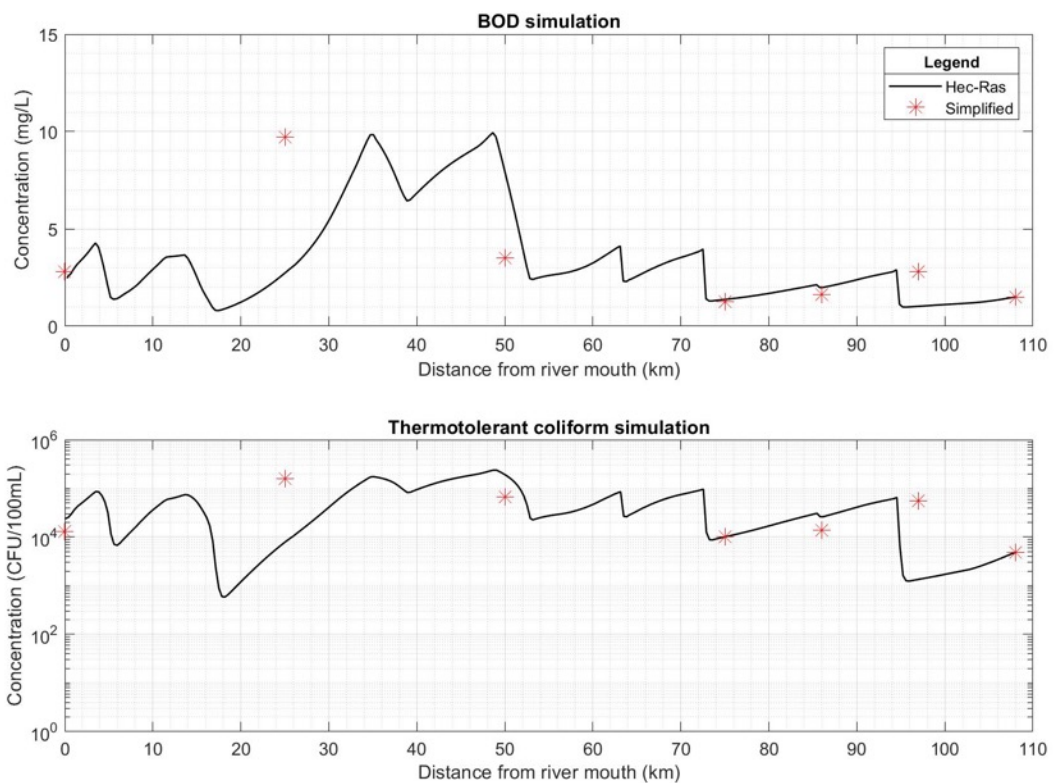 BOD simulation
15
10
5
0
Concentration (mg/L)
Legend
Hec-Ras
Simplified
0 10 20 30 40 50 60 70 80 90 100 110
Distance from river mouth (km)
Thermotolerant coliform simulation
10^6
10^4
10^2
10^0
Concentration (CFU/100mL)
0 10 20 30 40 50 60 70 80 90 100 110
Distance from river mouth (km)